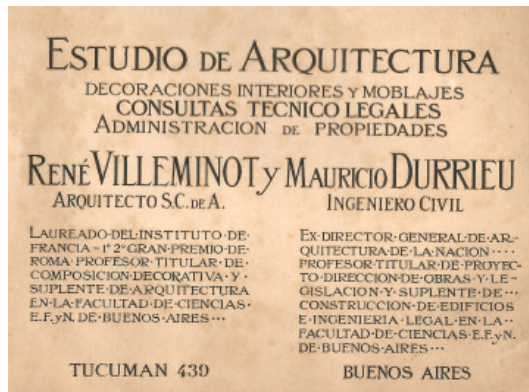 ESTUDIO DE ARQUITECTURA
DECORACIONES INTERIORES Y MOBLAJES
CONSULTAS TECNICO LEGALES
ADMINISTRACION DE PROPIEDADES
RENÉ VILLEMINOT y MAURICIO DURRIEU
ARQUITECTO S.C. DE A.
INGENIERO CIVIL
LAUREADO·DEL·INSTITUTO·DE·
FRANCIA-1º 2º GRAN·PREMIO·DE·
ROMA·PROFESOR·TITULAR·DE·
COMPOSICION·DECORATIVA·Y·
SUPLENTE·DE·ARQUITECTURA
EN·LA·FACULTAD·DE·CIENCIAS·
E.F.yN. DE·BUENOS·AIRES···
EX·DIRECTOR·GENERAL·DE·AR-
QUITECTURA·DE·LA·NACION····
PROFESOR·TITULAR·DE·PROYEC-
TO·DIRECCION·DE·OBRAS·Y·LE-
GISLACION·Y·SUPLENTE·DE···
CONSTRUCCION·DE·EDIFICIOS
E·INGENIERIA·LEGAL·EN·LA··
FACULTAD·DE·CIENCIAS·E.F.yN.
DE·BUENOS·AIRES···
TUCUMAN 439
BUENOS AIRES